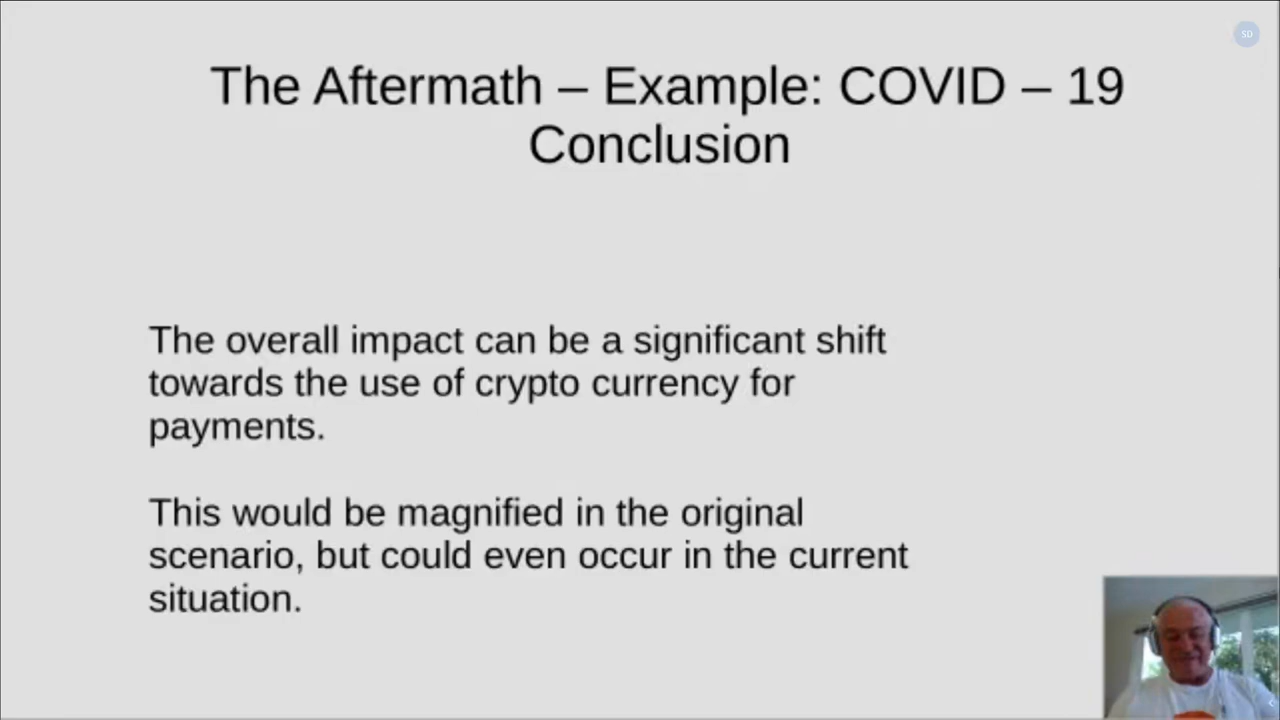 SD
The Aftermath – Example: COVID – 19
Conclusion
The overall impact can be a significant shift
towards the use of crypto currency for
payments.
This would be magnified in the original
scenario, but could even occur in the current
situation.